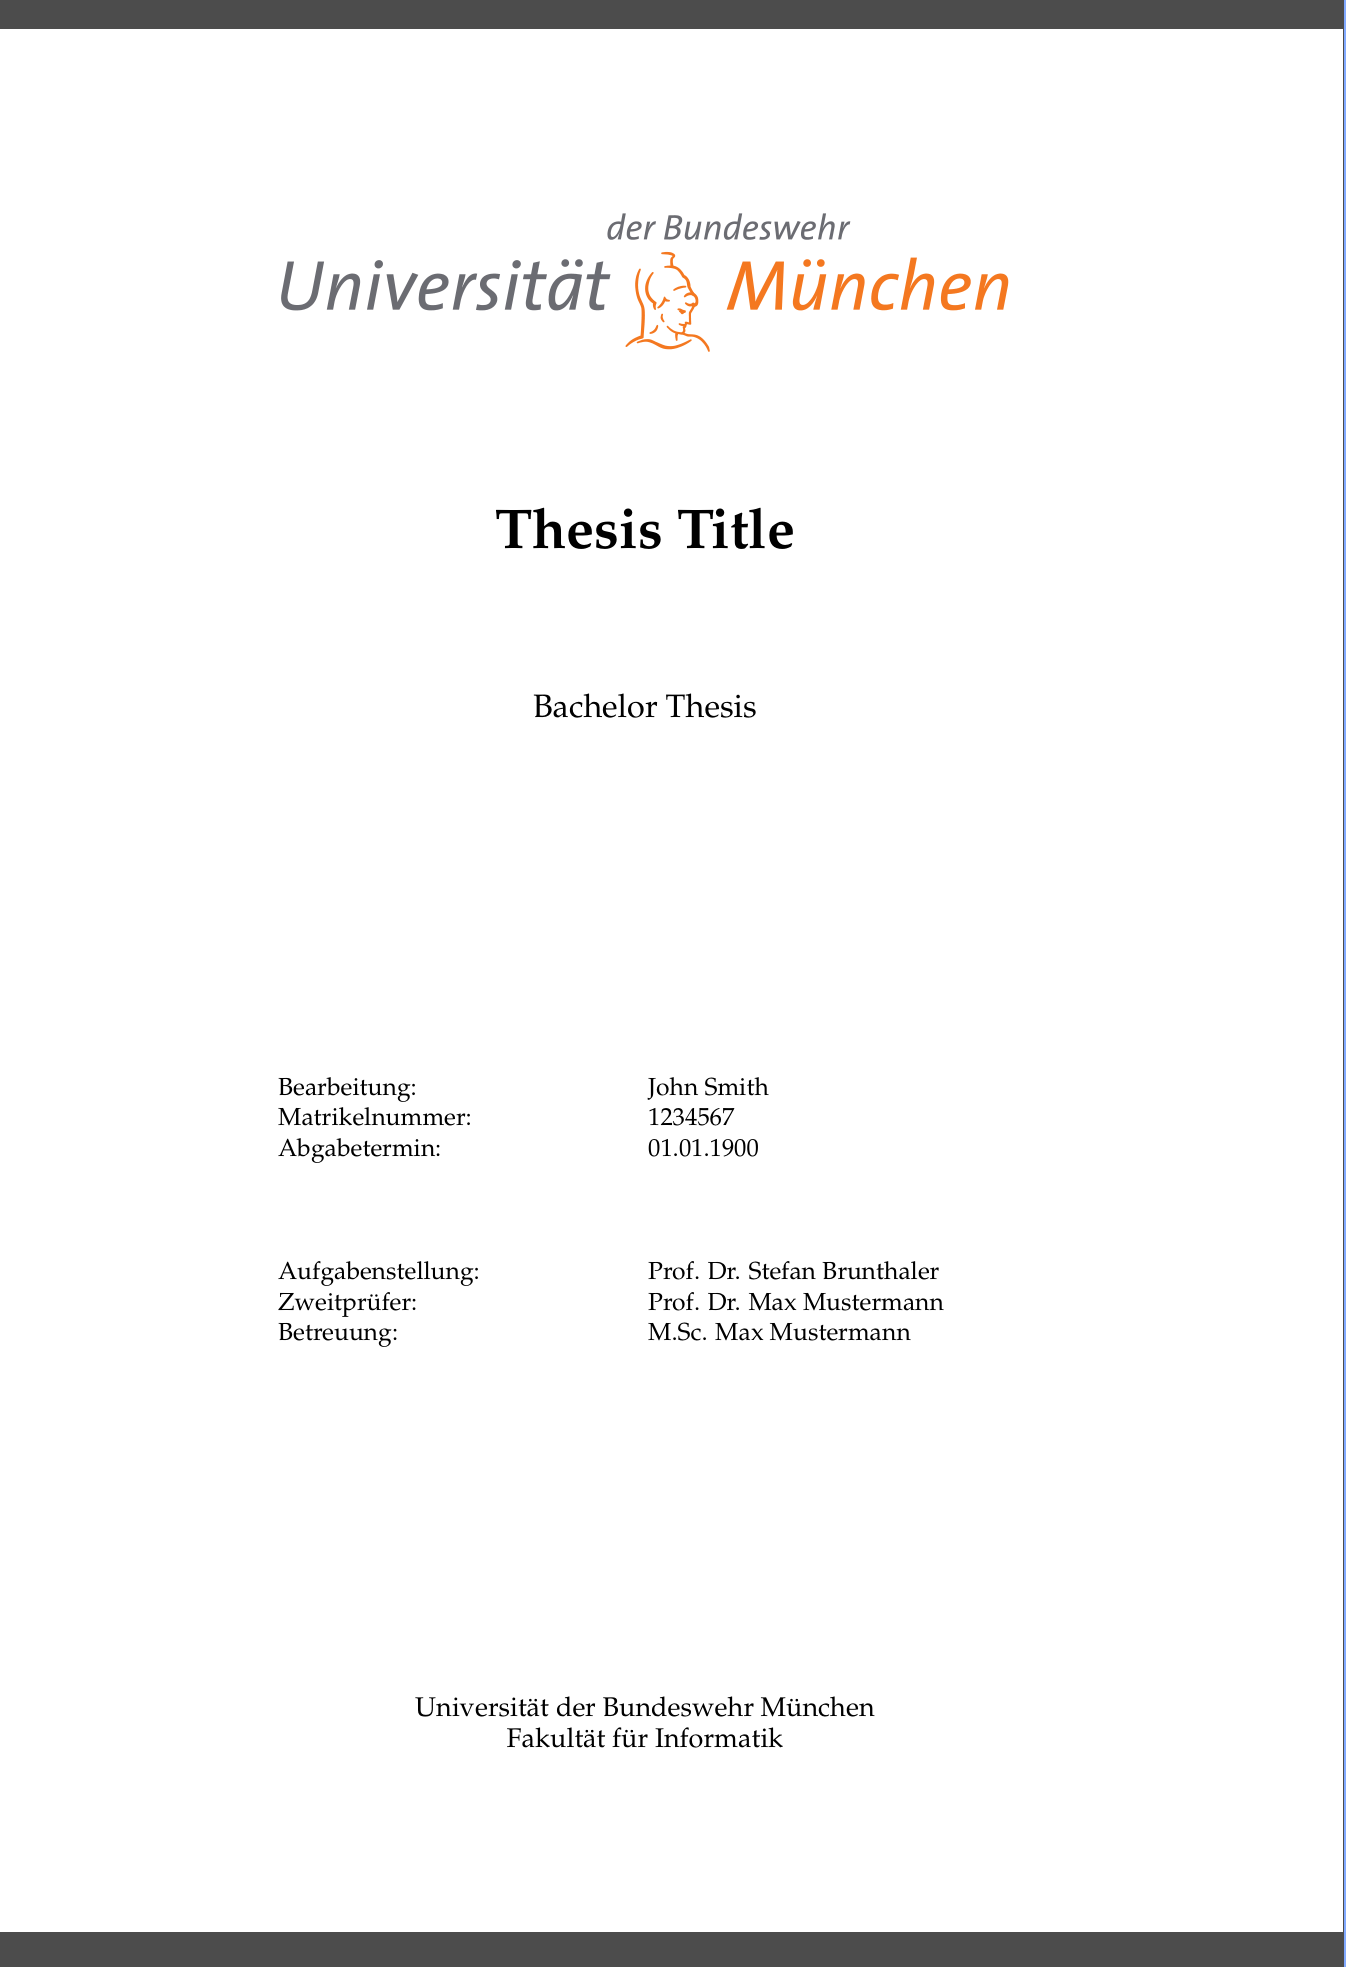 der Bundeswehr
Universität München
Thesis Title
Bachelor Thesis
Bearbeitung: John Smith
Matrikelnummer: 1234567
Abgabetermin: 01.01.1900
Aufgabenstellung: Prof. Dr. Stefan Brunthaler
Zweitprüfer: Prof. Dr. Max Mustermann
Betreuung: M.Sc. Max Mustermann
Universität der Bundeswehr München
Fakultät für Informatik